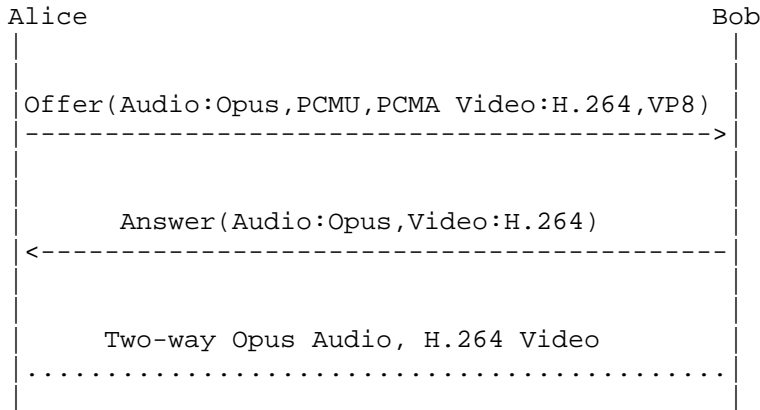 Alice Bob
Offer(Audio:Opus,PCMU,PCMA Video:H.264,VP8)
Answer(Audio:Opus,Video:H.264)
Two-way Opus Audio, H.264 Video